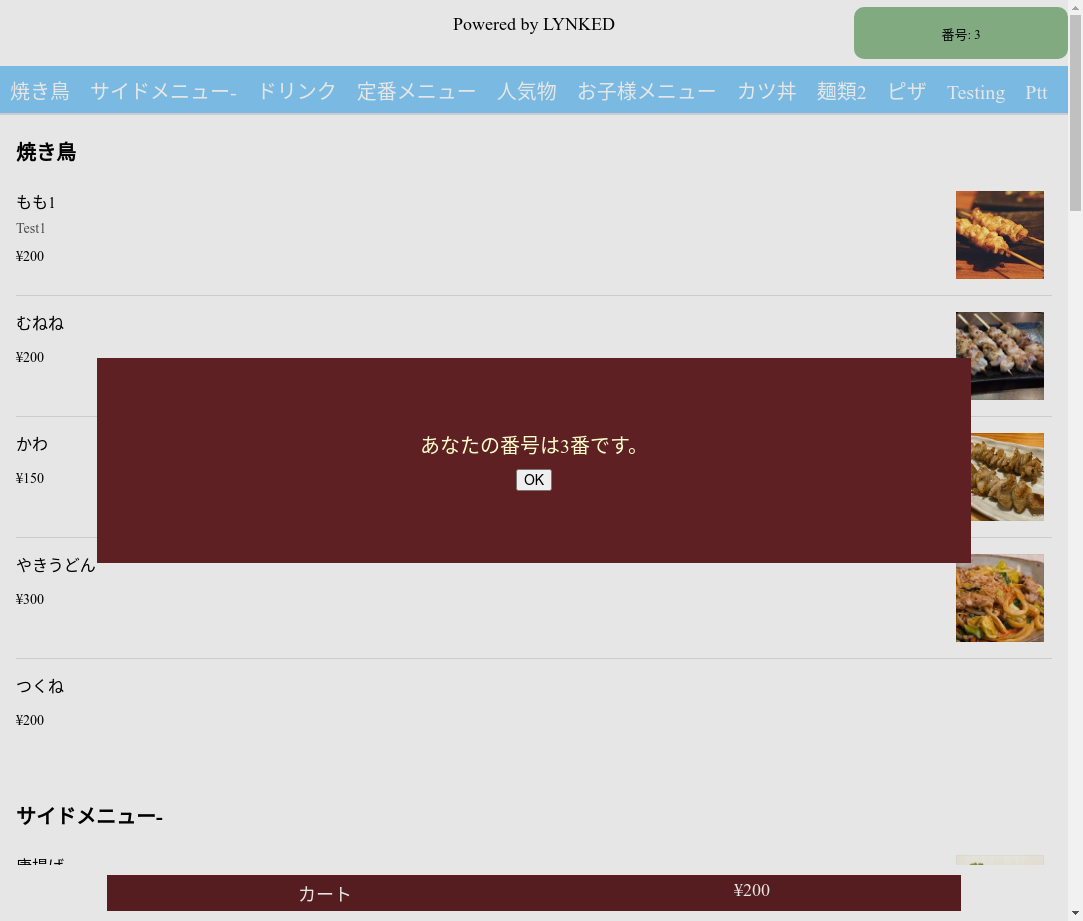 Powered by LYNKED
番号: 3
焼き鳥 サイドメニュー- ドリンク 定番メニュー 人気物 お子様メニュー カツ丼 麺類2 ピザ Testing Ptt
焼き鳥
もも1
Test1
¥200
むねね
¥200
かわ
¥150
あなたの番号は3番です。
OK
やきうどん
¥300
つくね
¥200
サイドメニュー-
唐揚げ
カート ¥200